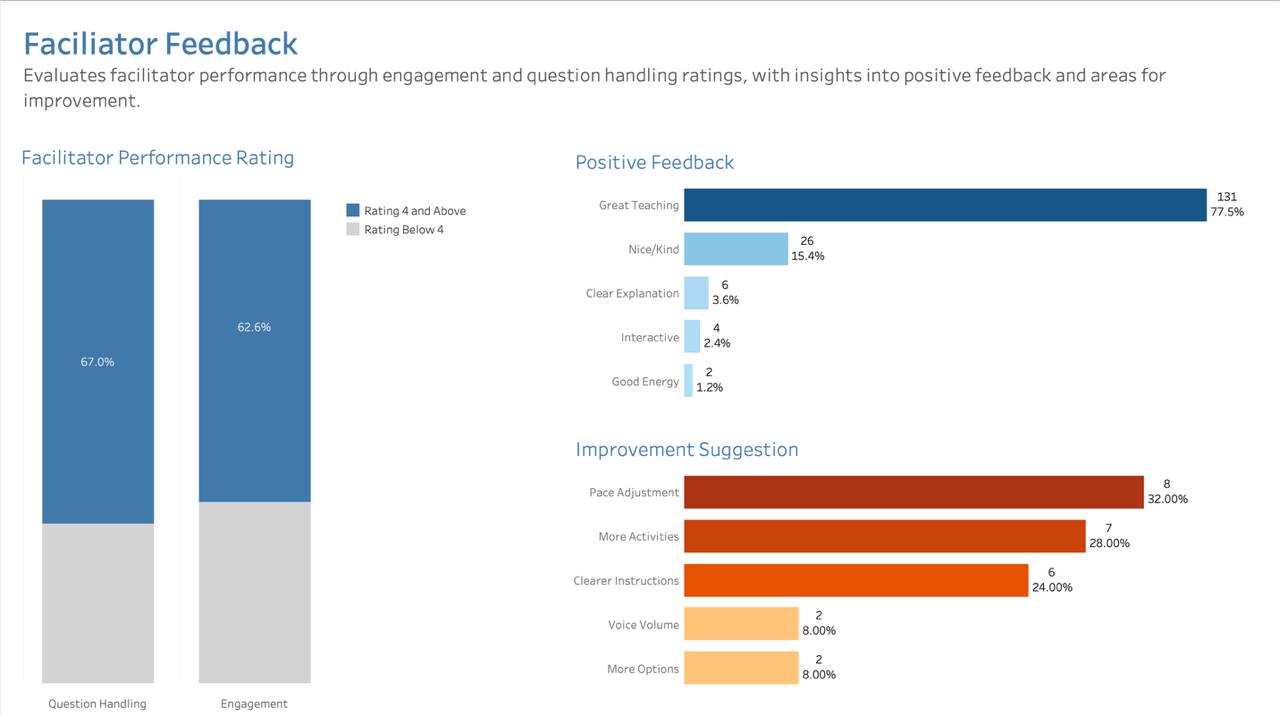 Faciliator Feedback
Evaluates facilitator performance through engagement and question handling ratings, with insights into positive feedback and areas for
improvement.
Facilitator Performance Rating
67.0%
62.6%
Question Handling
Engagement
Rating 4 and Above
Rating Below 4
Positive Feedback
Great Teaching
131
77.5%
Nice/Kind
26
15.4%
Clear Explanation
6
3.6%
Interactive
4
2.4%
Good Energy
2
1.2%
Improvement Suggestion
Pace Adjustment
8
32.00%
More Activities
7
28.00%
Clearer Instructions
6
24.00%
Voice Volume
2
8.00%
More Options
2
8.00%